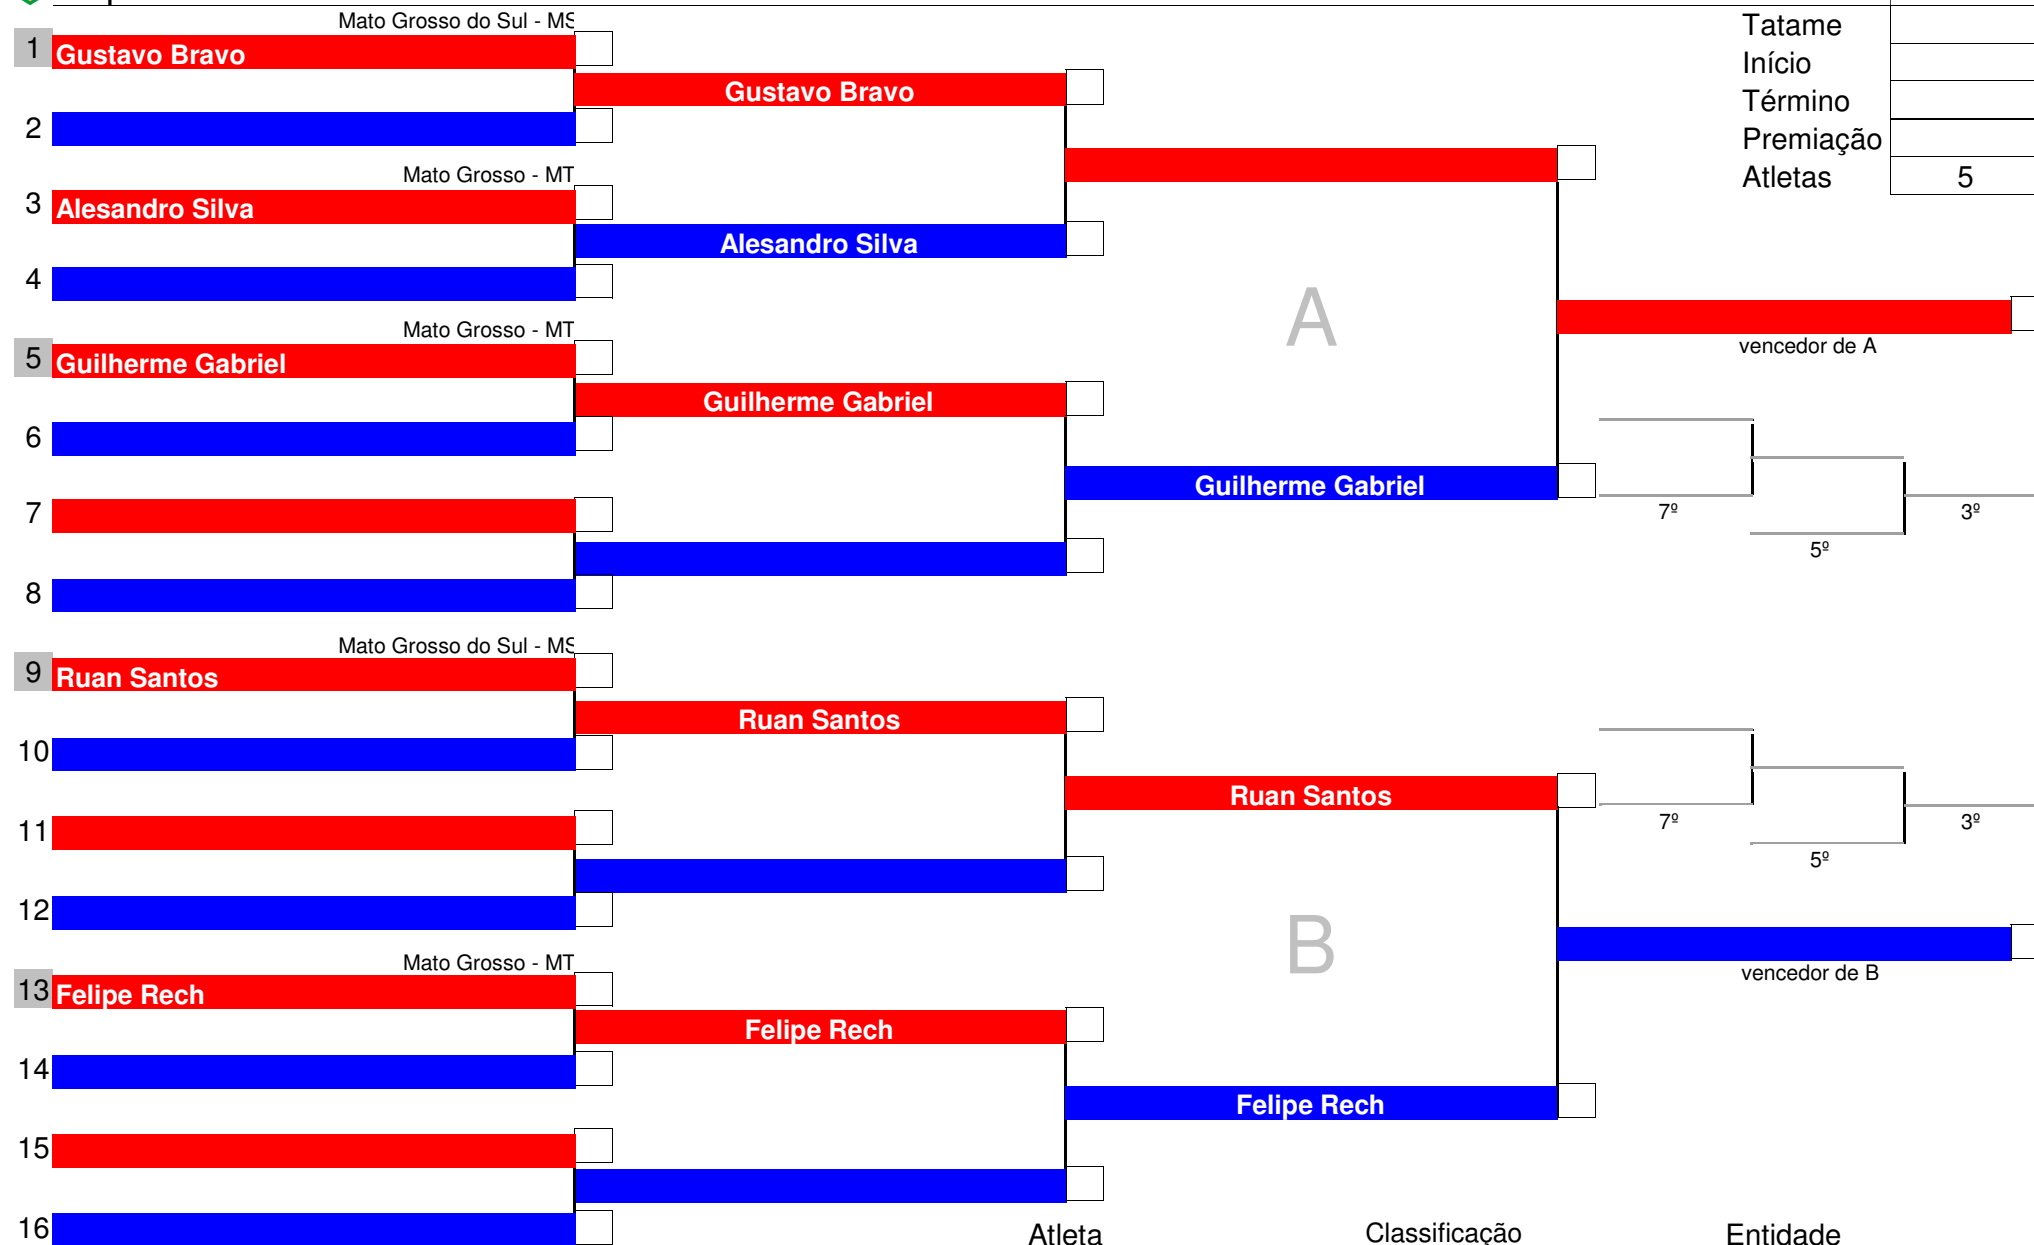 Mato Grosso do Sul - MS
Tatame
1 Gustavo Bravo
Início
Gustavo Bravo
Término
2
Premiação
Mato Grosso - MT
Atletas 5
3 Alesandro Silva
Alesandro Silva
4
A
Mato Grosso - MT
vencedor de A
5 Guilherme Gabriel
Guilherme Gabriel
6
Guilherme Gabriel
7
7º 3º
5º
8
Mato Grosso do Sul - MS
9 Ruan Santos
Ruan Santos
10
Ruan Santos
11
7º 3º
5º
12
B
Mato Grosso - MT
vencedor de B
13 Felipe Rech
Felipe Rech
14
Felipe Rech
15
16
Atleta Classificação Entidade